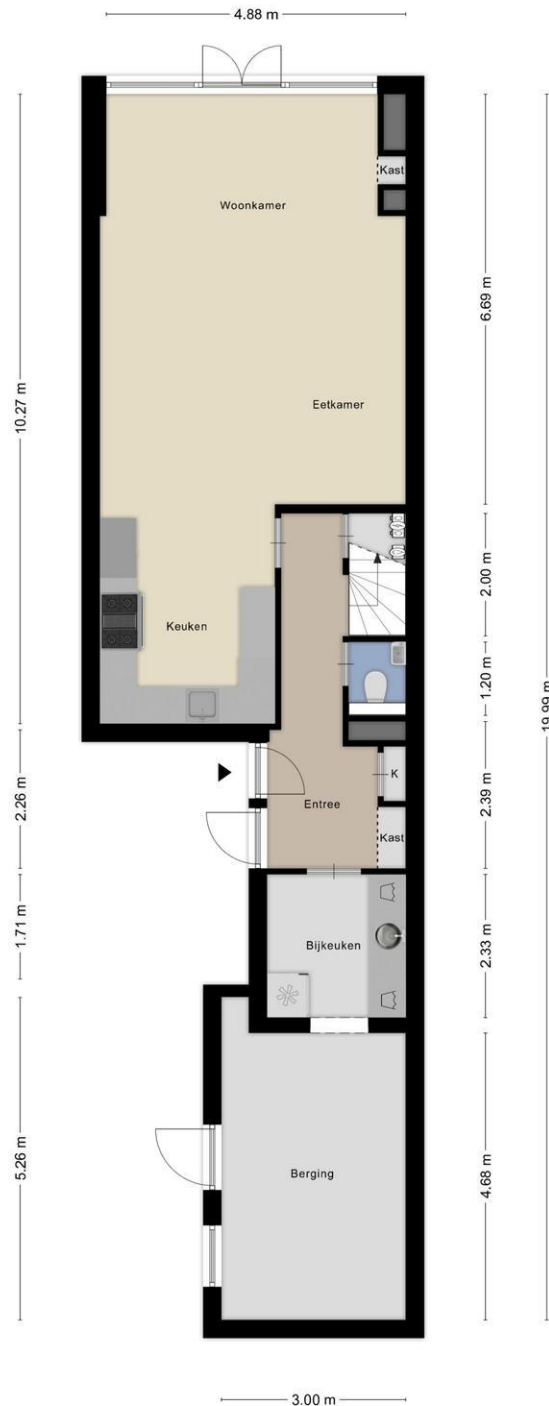 4.88 m
Kast
Woonkamer
6.69 m
Eetkamer
10.27 m
2.00 m
Keuken
1.20 m
19.99 m
2.26 m
K
2.39 m
Entree
Kast
1.71 m
Bijkeuken
2.33 m
5.26 m
Berging
4.68 m
3.00 m